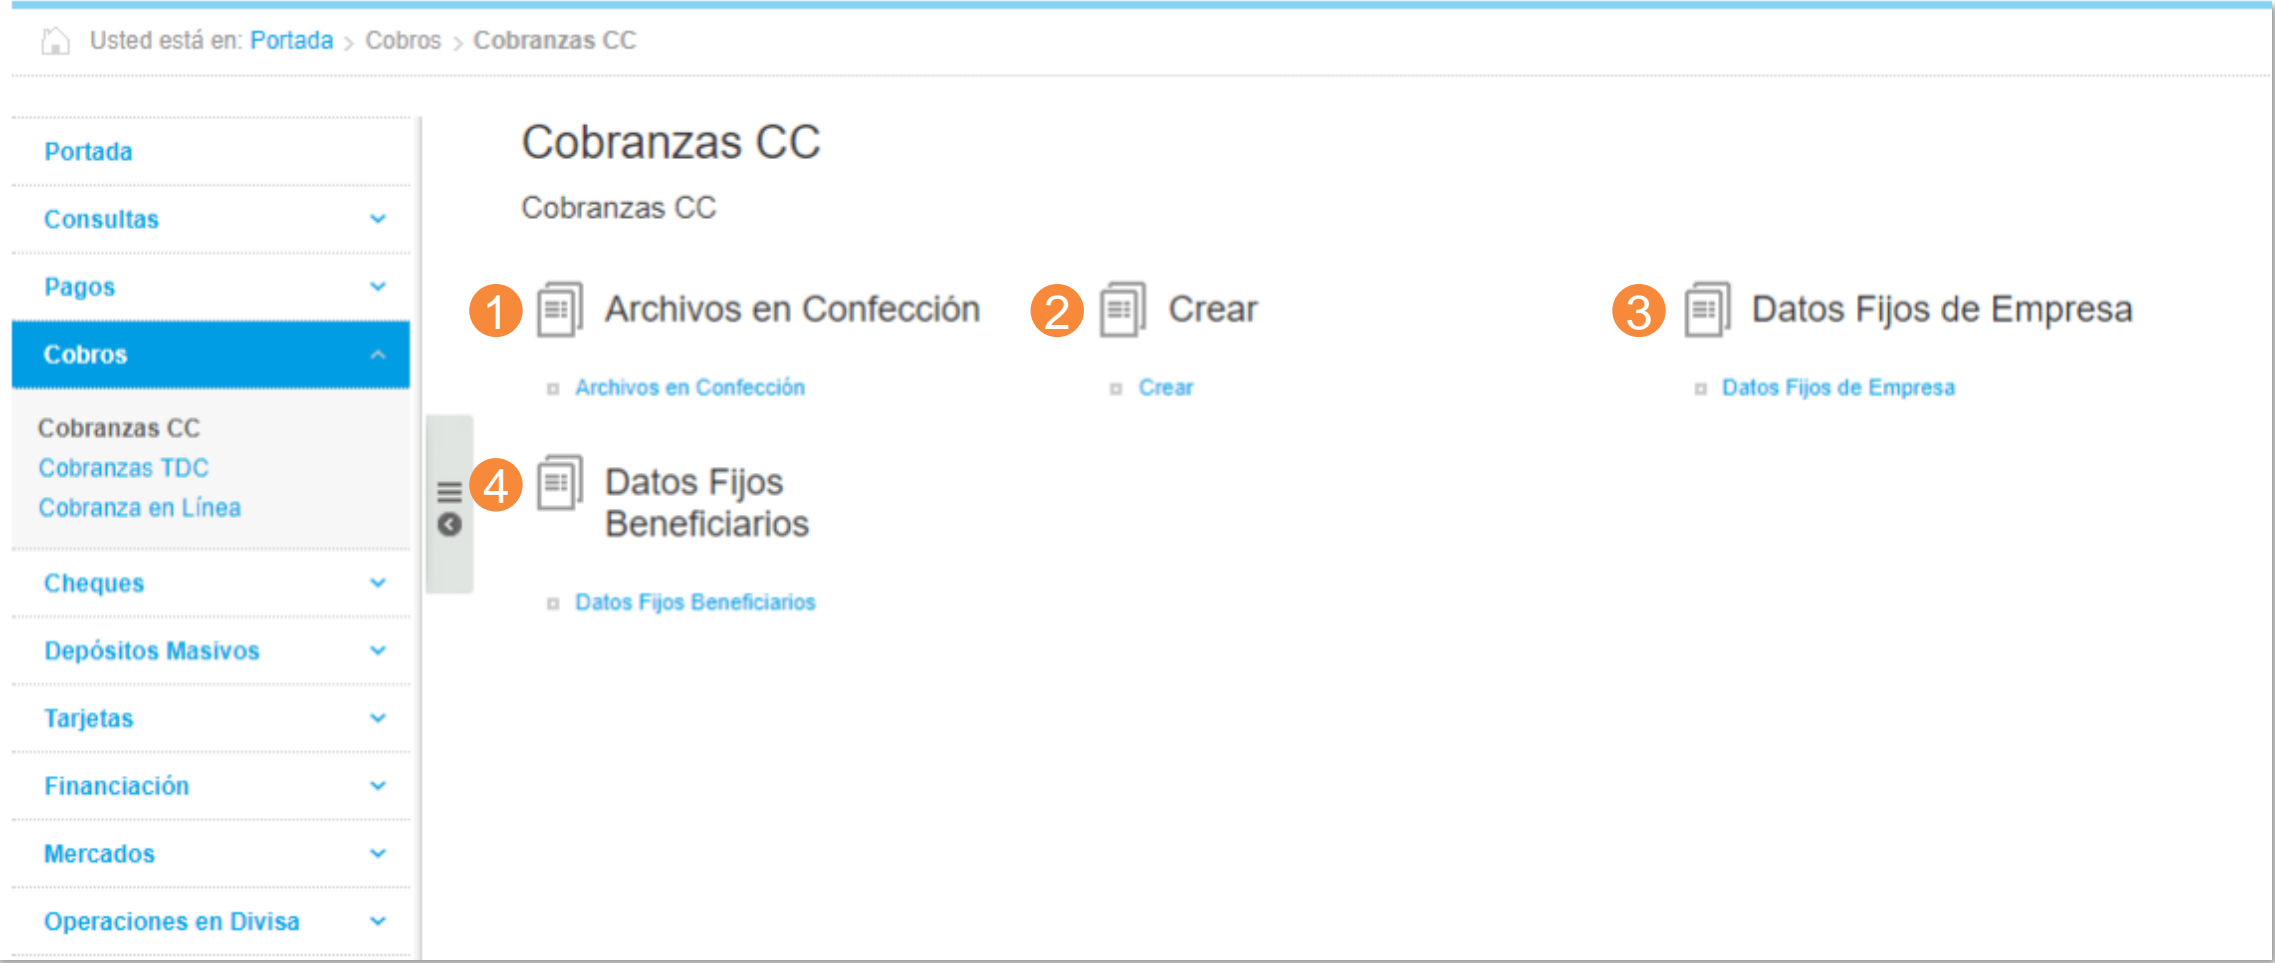 Usted está en: Portada > Cobros > Cobranzas CC
Portada
Consultas
Pagos
Cobros
Cobranzas CC
Cobranzas TDC
Cobranza en Línea
Cheques
Depósitos Masivos
Tarjetas
Financiación
Mercados
Operaciones en Divisa
Cobranzas CC
Cobranzas CC
1 Archivos en Confección
Archivos en Confección
2 Crear
Crear
3 Datos Fijos de Empresa
Datos Fijos de Empresa
4 Datos Fijos
Beneficiarios
Datos Fijos Beneficiarios